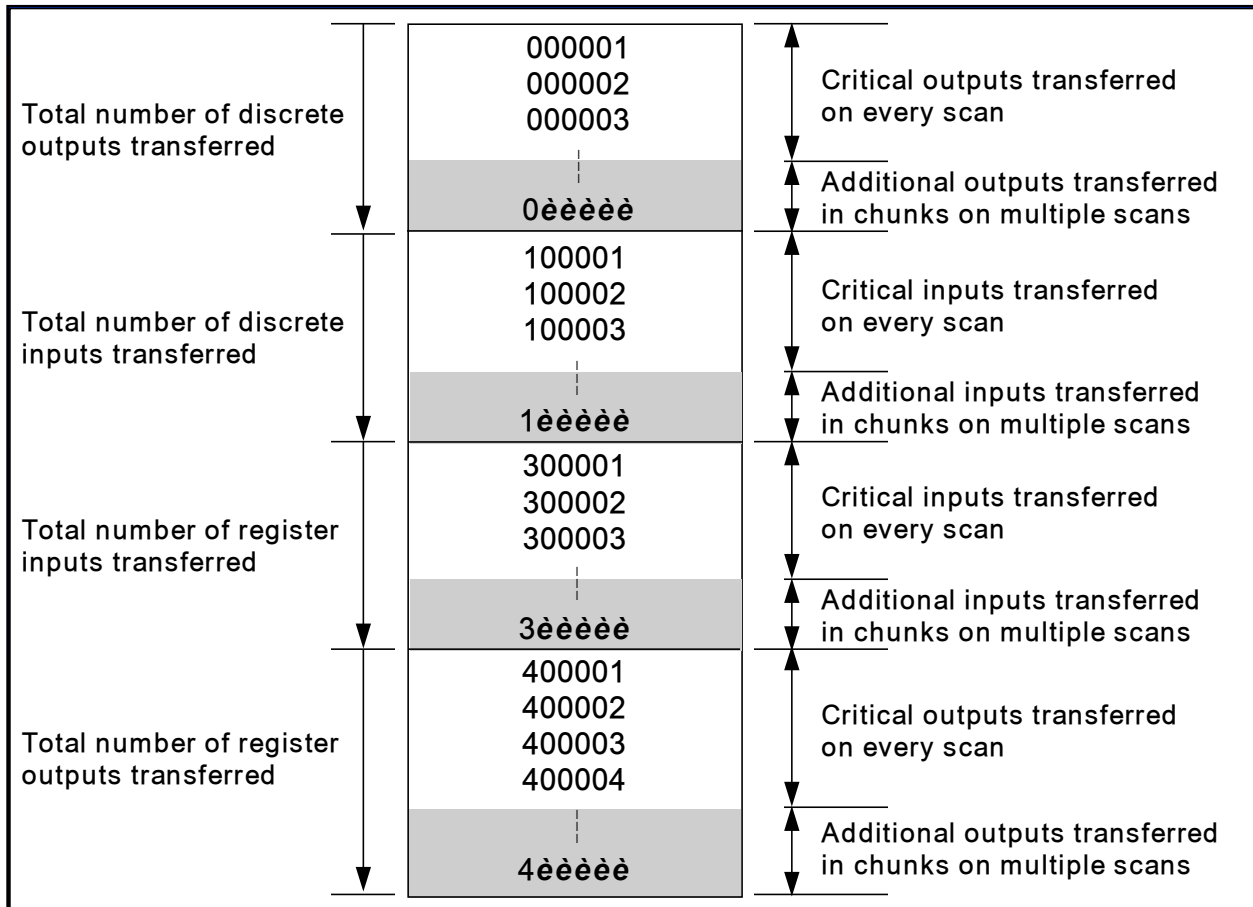 Total number of discrete
outputs transferred
000001
000002
000003
0èèèèè
Critical outputs transferred
on every scan
Additional outputs transferred
in chunks on multiple scans
Total number of discrete
inputs transferred
100001
100002
100003
1èèèèè
Critical inputs transferred
on every scan
Additional inputs transferred
in chunks on multiple scans
Total number of register
inputs transferred
300001
300002
300003
3èèèèè
Critical inputs transferred
on every scan
Additional inputs transferred
in chunks on multiple scans
Total number of register
outputs transferred
400001
400002
400003
400004
4èèèèè
Critical outputs transferred
on every scan
Additional outputs transferred
in chunks on multiple scans